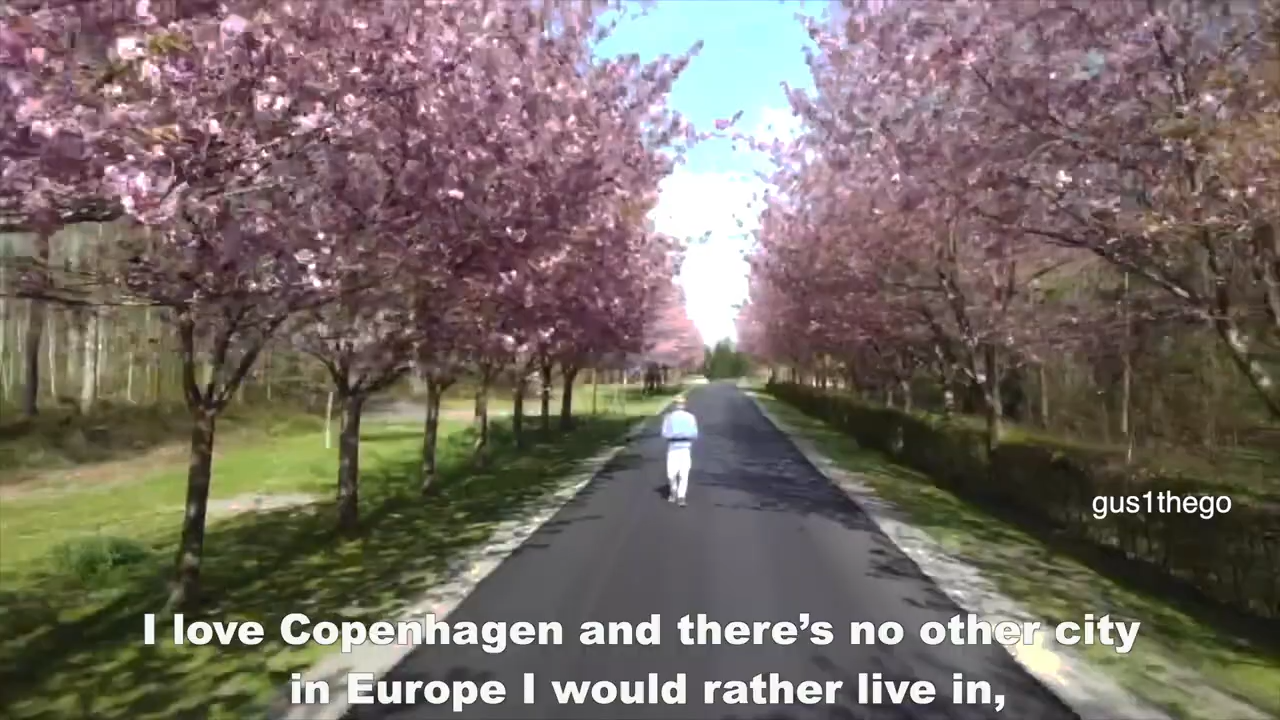 gus1thego
I love Copenhagen and there’s no other city
in Europe I would rather live in,